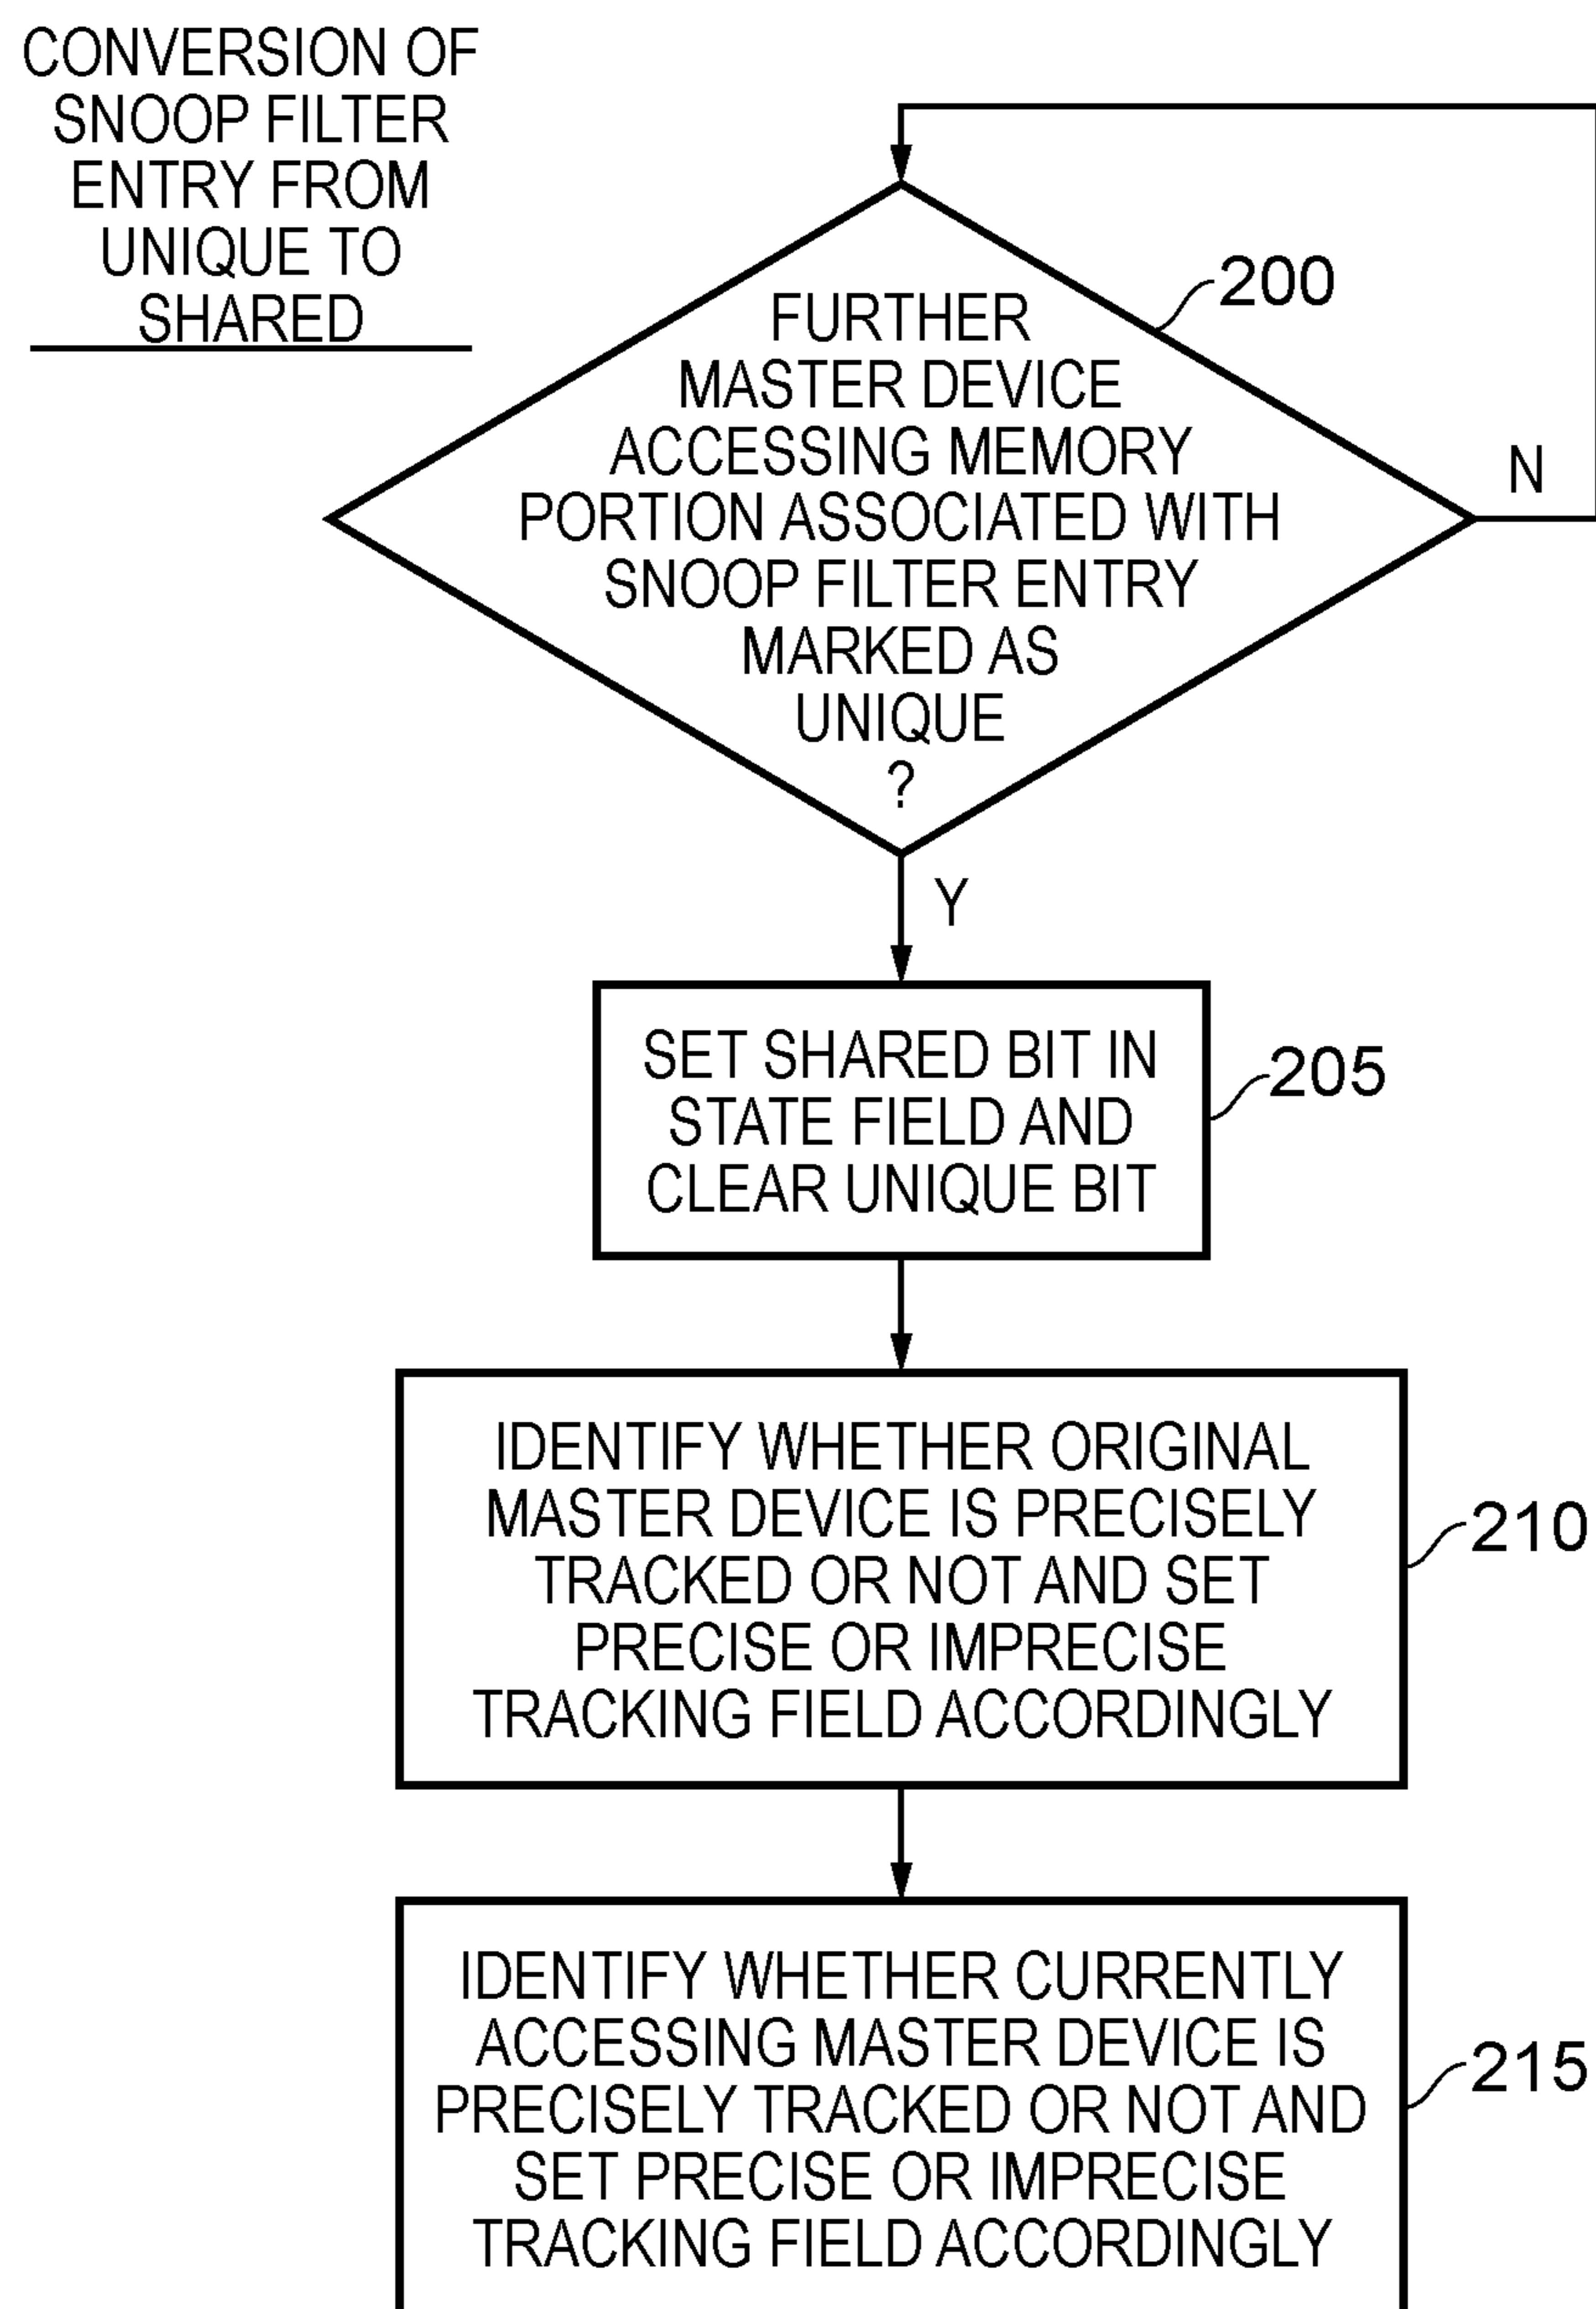 CONVERSION OF
SNOOP FILTER
ENTRY FROM
UNIQUE TO
SHARED
200
FURTHER
MASTER DEVICE
ACCESSING MEMORY
PORTION ASSOCIATED WITH
SNOOP FILTER ENTRY
MARKED AS
UNIQUE
?
N
Y
SET SHARED BIT IN
STATE FIELD AND
CLEAR UNIQUE BIT
205
IDENTIFY WHETHER ORIGINAL
MASTER DEVICE IS PRECISELY
TRACKED OR NOT AND SET
PRECISE OR IMPRECISE
TRACKING FIELD ACCORDINGLY
210
IDENTIFY WHETHER CURRENTLY
ACCESSING MASTER DEVICE IS
PRECISELY TRACKED OR NOT AND
SET PRECISE OR IMPRECISE
TRACKING FIELD ACCORDINGLY
215